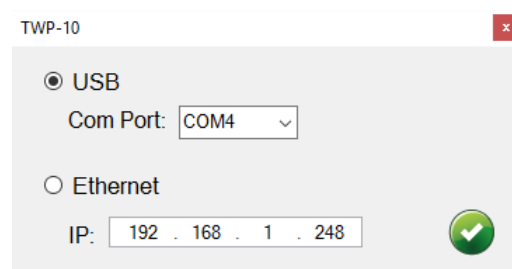 TWP-10
USB
Com Port: COM4
Ethernet
IP: 192 . 168 . 1 . 248